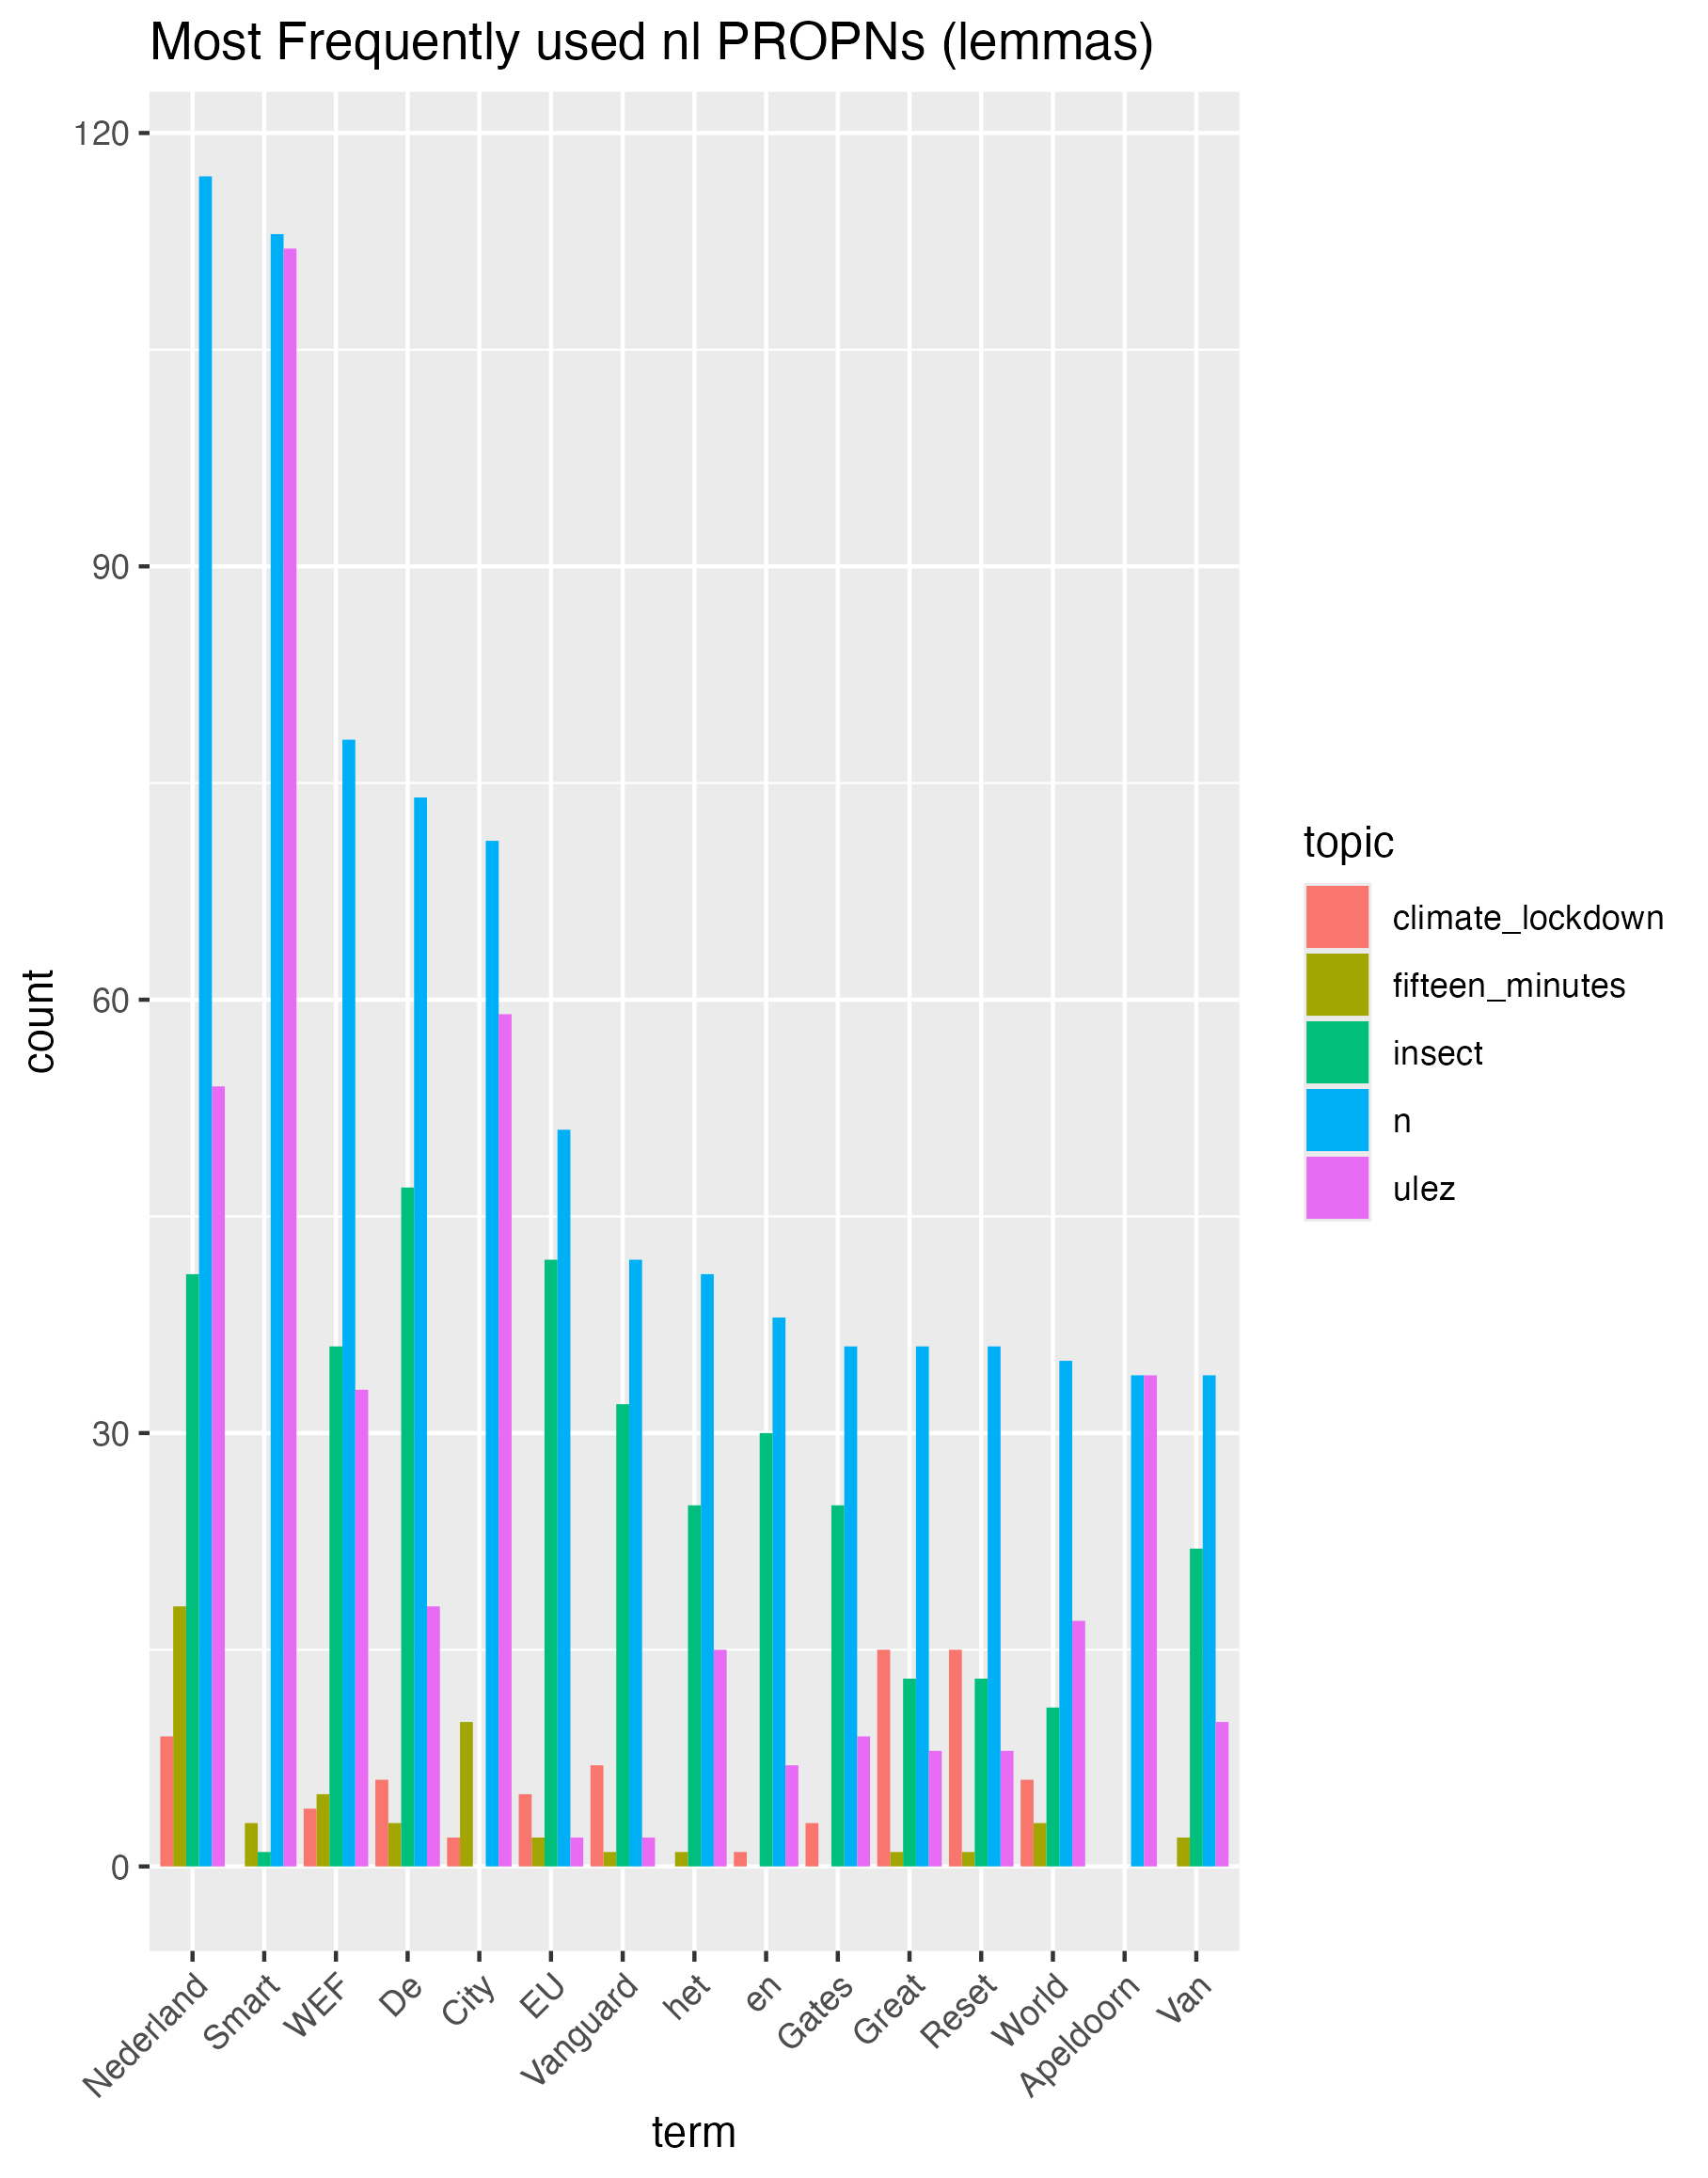 Most Frequently used nl PROPNs (lemmas)
120
90
60
30
0
count
Nederland
Smart
WEF
De
City
EU
Vanguard
het
en
Gates
Great
Reset
World
Apeldoorn
Van
term
topic
climate_lockdown
fifteen_minutes
insect
n
ulez